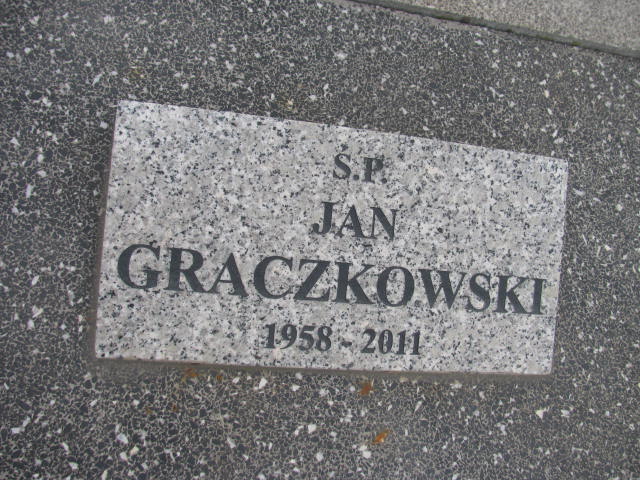 Ś.P.
JAN
GRACZKOWSKI
1958 - 2011